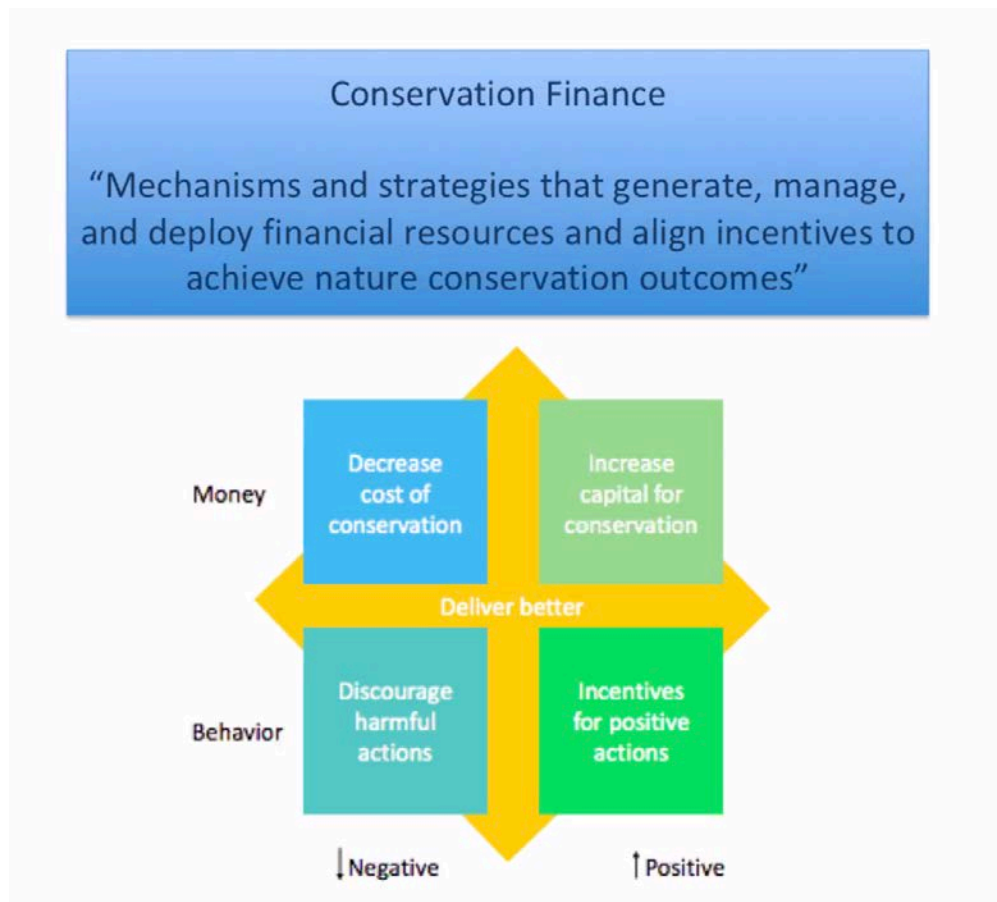 Conservation Finance
“Mechanisms and strategies that generate, manage,
and deploy financial resources and align incentives to
achieve nature conservation outcomes”
Money
Decrease
cost of
conservation
Increase
capital for
conservation
Deliver better
Behavior
Discourage
harmful
actions
Incentives
for positive
actions
↓Negative
↑Positive